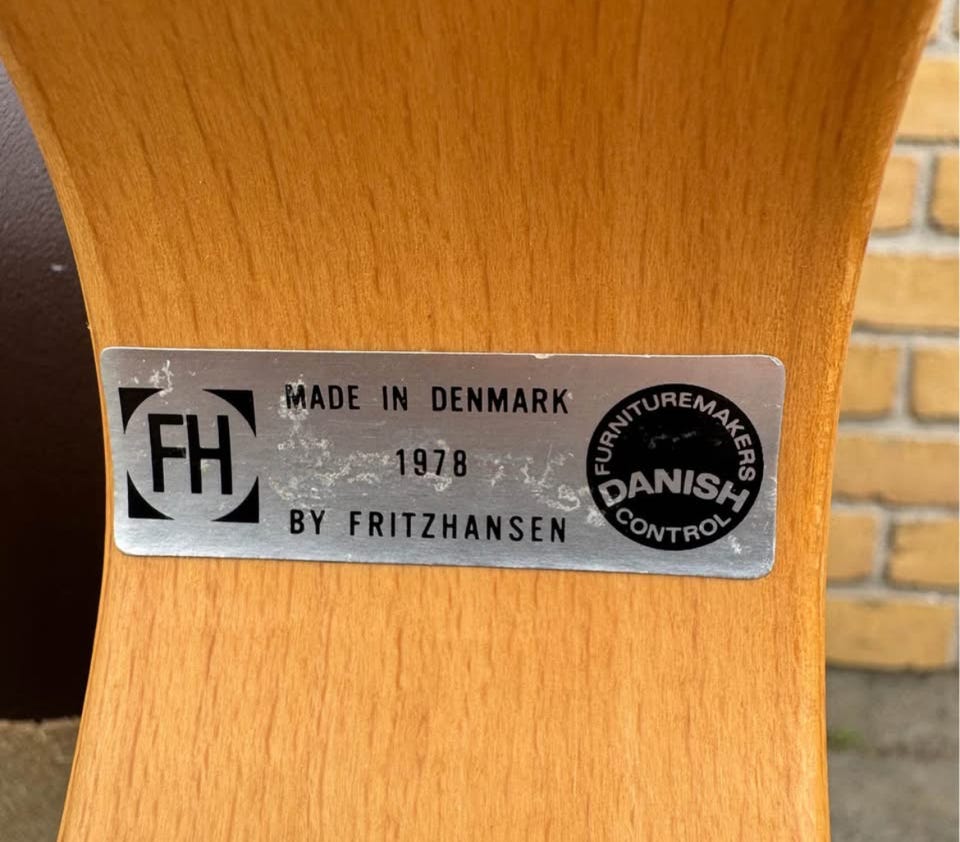 FH
MADE IN DENMARK
1978
BY FRITZHANSEN
FURNITUREMAKERS
DANISH
CONTROL